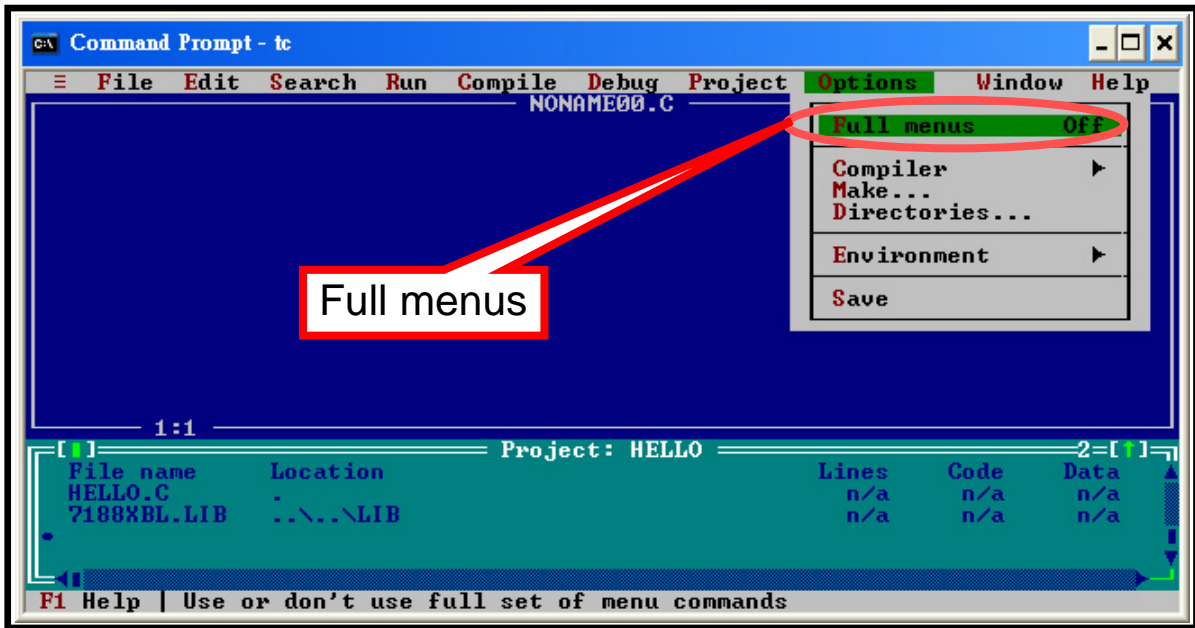 C:\ Command Prompt - tc
≡ File Edit Search Run Compile Debug Project Options Window Help
NONAME00.C
Full menus Off
Compiler
Make...
Directories...
Environment
Save
Full menus
1:1
Project: HELLO 2=[↑]
File name Location Lines Code Data
HELLO.C . n/a n/a n/a
7188XBL.LIB ..\..\LIB n/a n/a n/a
F1 Help | Use or don't use full set of menu commands